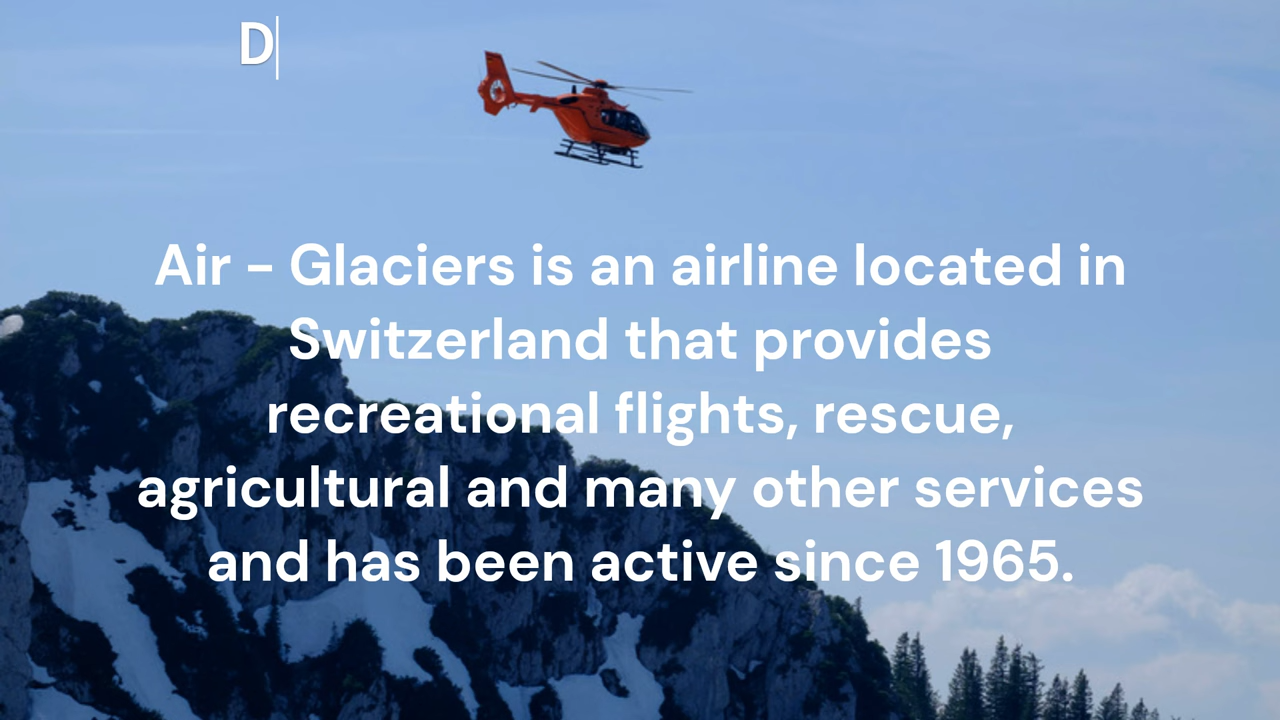 D
Air - Glaciers is an airline located in
Switzerland that provides
recreational flights, rescue,
agricultural and many other services
and has been active since 1965.